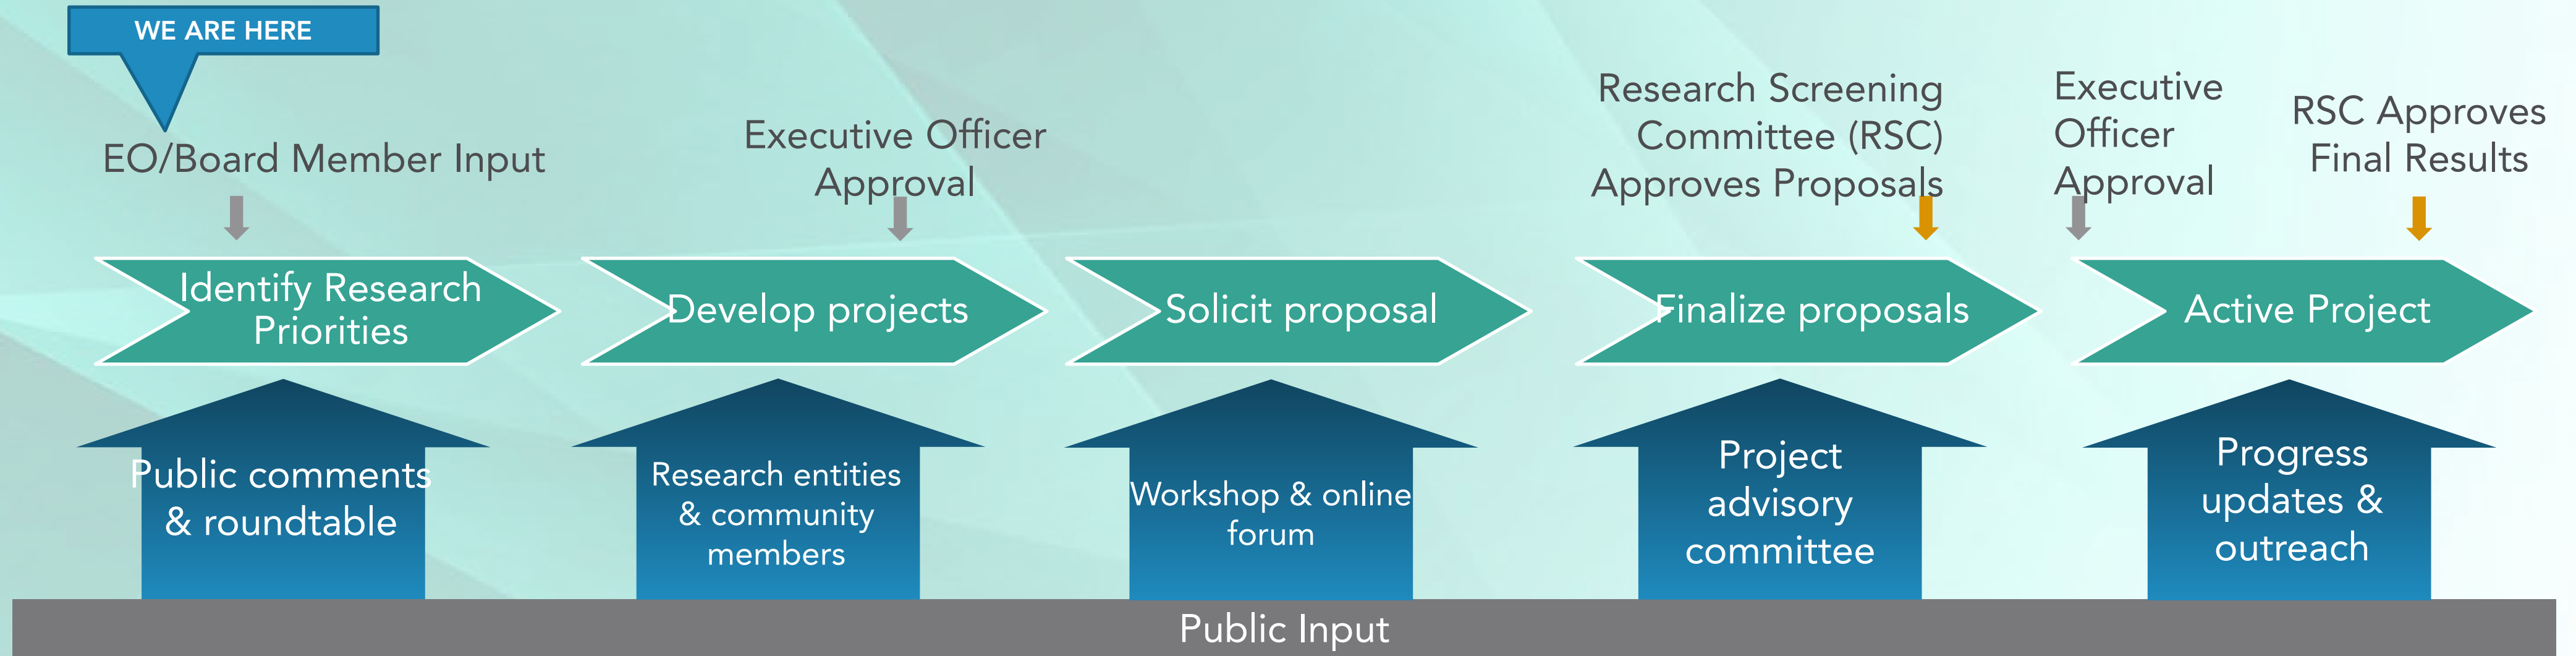 WE ARE HERE
EO/Board Member Input
Executive Officer
Approval
Research Screening
Committee (RSC)
Approves Proposals
Executive
Officer
Approval
RSC Approves
Final Results
Identify Research
Priorities
Develop projects
Solicit proposal
Finalize proposals
Active Project
Public comments
& roundtable
Research entities
& community
members
Workshop & online
forum
Project
advisory
committee
Progress
updates &
outreach
Public Input